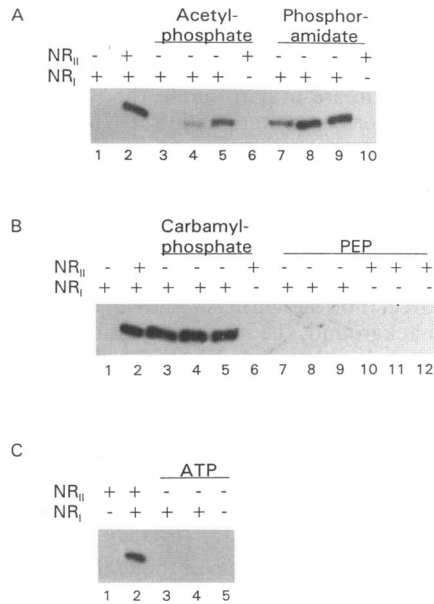 A
Acetyl-
phosphate
Phosphor-
amidate
NRII - + - - - + - - - +
NRI + + + + + - + + + -
1 2 3 4 5 6 7 8 9 10
B
Carbamyl-
phosphate
PEP
NRII - + - - - + - - - + + +
NRI + + + + + - + + + - - -
1 2 3 4 5 6 7 8 9 10 11 12
C
ATP
NRII + + - - -
NRI - + + + -
1 2 3 4 5